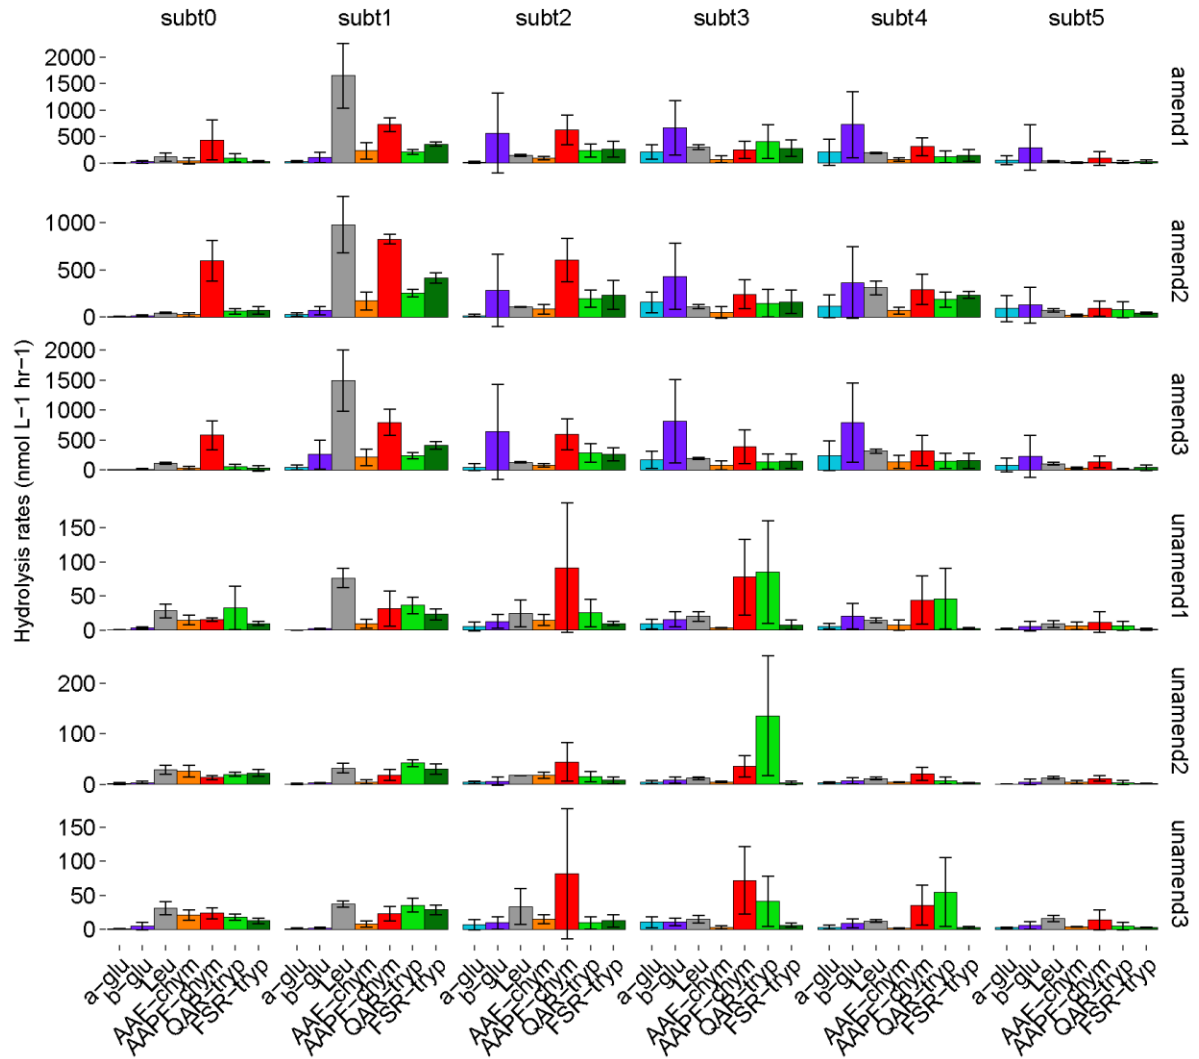 subt0 subt1 subt2 subt3 subt4 subt5
2000
1500
1000
500
0
amend1
1000
500
0
amend2
2000
1500
1000
500
0
amend3
150
100
50
0
unamend1
200
100
0
unamend2
150
100
50
0
unamend3
Hydrolysis rates (nmol L−1 hr−1)
a−glu b−glu Leu AAF−chym AAPF−chym QAR−tryp FSR−tryp
a−glu b−glu Leu AAF−chym AAPF−chym QAR−tryp FSR−tryp
a−glu b−glu Leu AAF−chym AAPF−chym QAR−tryp FSR−tryp
a−glu b−glu Leu AAF−chym AAPF−chym QAR−tryp FSR−tryp
a−glu b−glu Leu AAF−chym AAPF−chym QAR−tryp FSR−tryp
a−glu b−glu Leu AAF−chym AAPF−chym QAR−tryp FSR−tryp